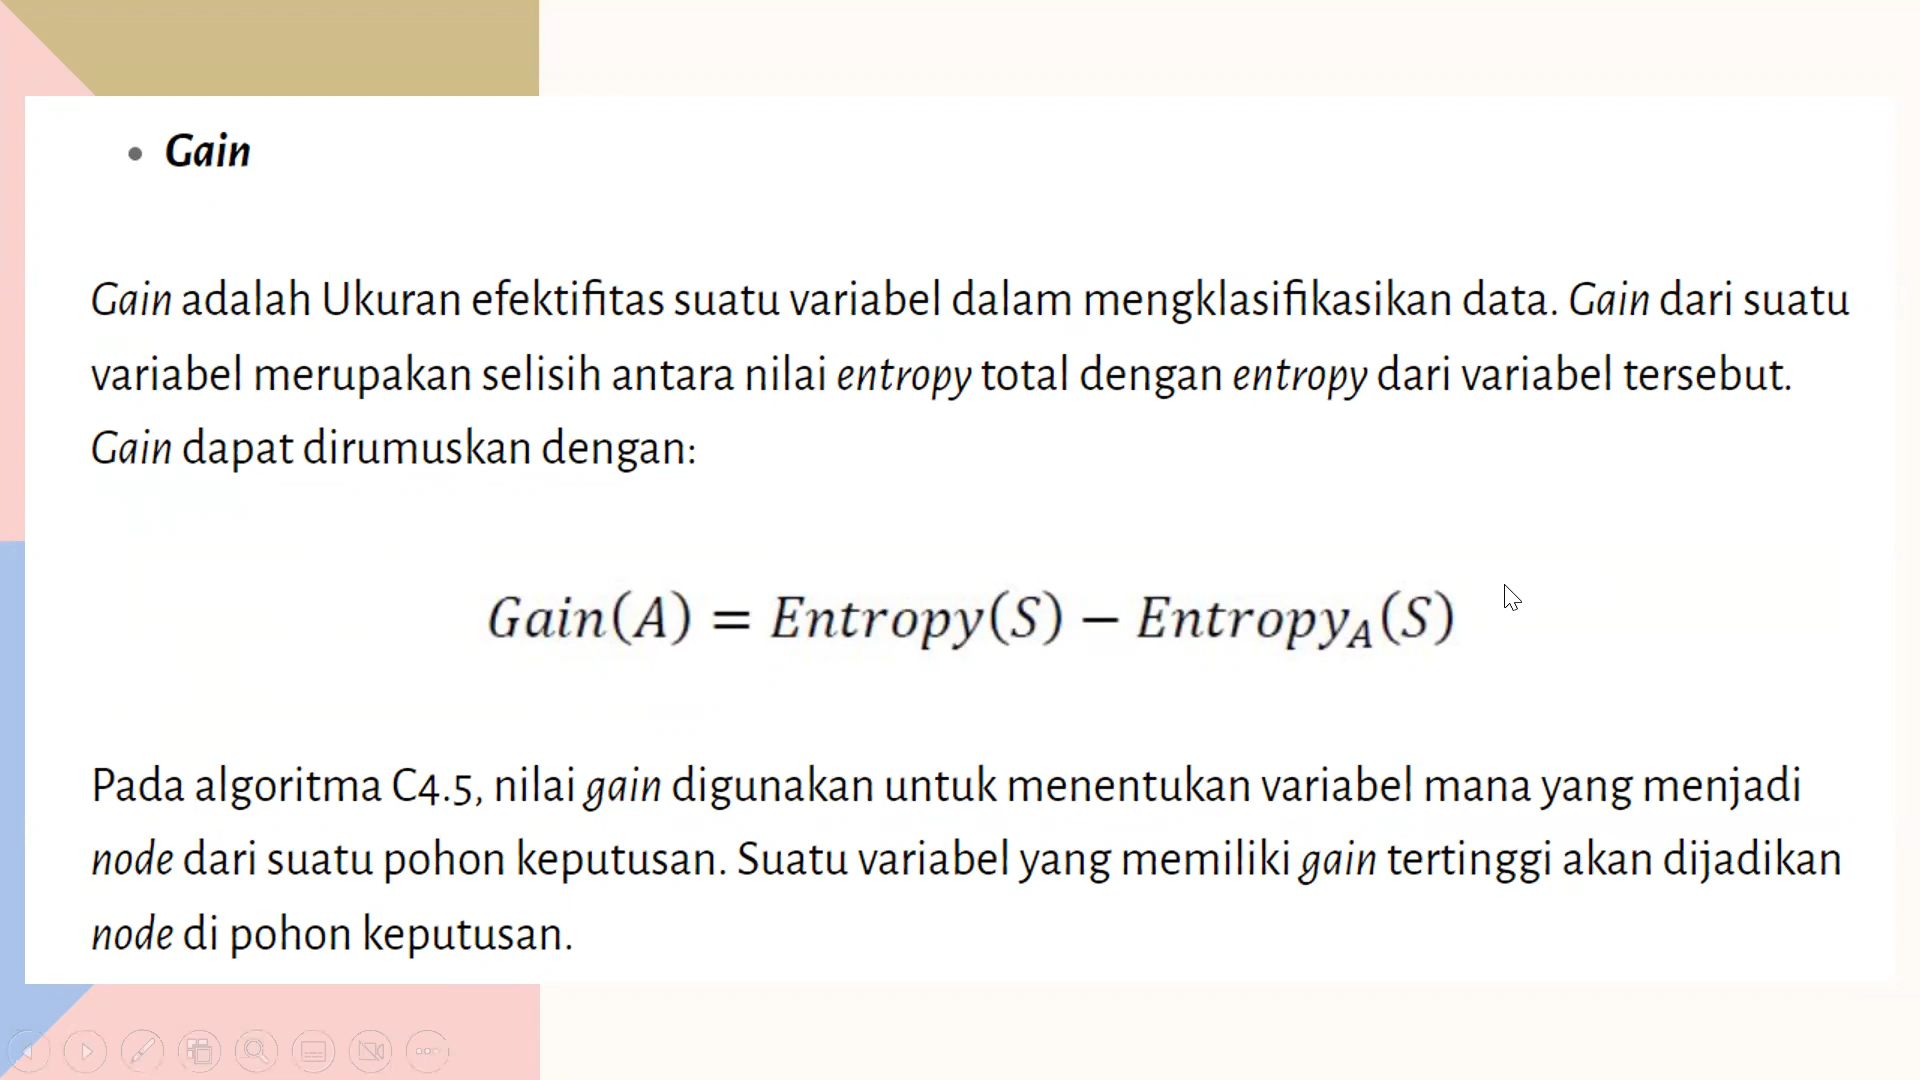 Gain
Gain adalah Ukuran efektifitas suatu variabel dalam mengklasifikasikan data. Gain dari suatu
variabel merupakan selisih antara nilai entropy total dengan entropy dari variabel tersebut.
Gain dapat dirumuskan dengan:
Gain(A) = Entropy(S) − Entropy_A(S)
Pada algoritma C4.5, nilai gain digunakan untuk menentukan variabel mana yang menjadi
node dari suatu pohon keputusan. Suatu variabel yang memiliki gain tertinggi akan dijadikan
node di pohon keputusan.